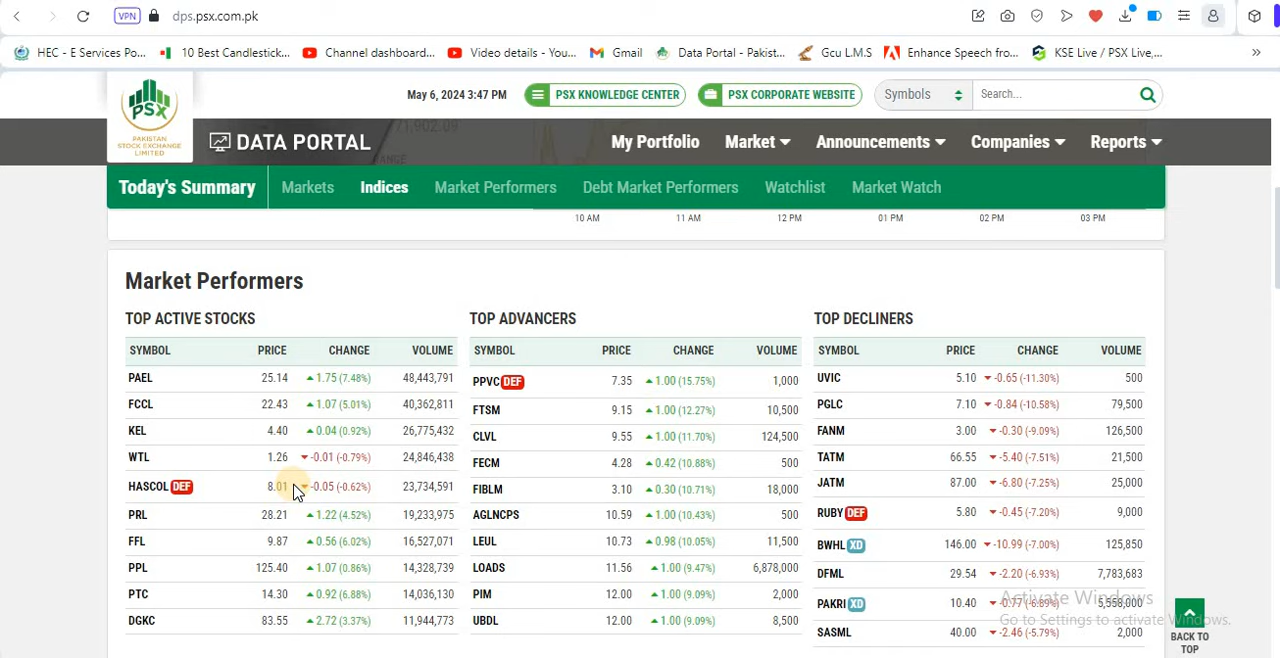 VPN dps.psx.com.pk
HEC - E Services Po... 10 Best Candlestick... Channel dashboard... Video details - You... Gmail Data Portal - Pakist... Gcu L.M.S Enhance Speech fro... KSE Live / PSX Live,... »
PSX
PAKISTAN
STOCK EXCHANGE
LIMITED
May 6, 2024 3:47 PM PSX KNOWLEDGE CENTER PSX CORPORATE WEBSITE Symbols Search...
DATA PORTAL My Portfolio Market Announcements Companies Reports
Today's Summary Markets Indices Market Performers Debt Market Performers Watchlist Market Watch
10 AM 11 AM 12 PM 01 PM 02 PM 03 PM
Market Performers
TOP ACTIVE STOCKS
SYMBOL PRICE CHANGE VOLUME
PAEL 25.14 1.75 (7.48%) 48,443,791
FCCL 22.43 1.07 (5.01%) 40,362,811
KEL 4.40 0.04 (0.92%) 26,775,432
WTL 1.26 -0.01 (-0.79%) 24,846,438
HASCOL DEF 8.01 -0.05 (-0.62%) 23,734,591
PRL 28.21 1.22 (4.52%) 19,233,975
FFL 9.87 0.56 (6.02%) 16,527,071
PPL 125.40 1.07 (0.86%) 14,328,739
PTC 14.30 0.92 (6.88%) 14,036,130
DGKC 83.55 2.72 (3.37%) 11,944,773
TOP ADVANCERS
SYMBOL PRICE CHANGE VOLUME
PPVC DEF 7.35 1.00 (15.75%) 1,000
FTSM 9.15 1.00 (12.27%) 10,500
CLVL 9.55 1.00 (11.70%) 124,500
FECM 4.28 0.42 (10.88%) 500
FIBLM 3.10 0.30 (10.71%) 18,000
AGLNCPS 10.59 1.00 (10.43%) 500
LEUL 10.73 0.98 (10.05%) 11,500
LOADS 11.56 1.00 (9.47%) 6,878,000
PIM 12.00 1.00 (9.09%) 2,000
UBDL 12.00 1.00 (9.09%) 8,500
TOP DECLINERS
SYMBOL PRICE CHANGE VOLUME
UVIC 5.10 -0.65 (-11.30%) 500
PGLC 7.10 -0.84 (-10.58%) 79,500
FANM 3.00 -0.30 (-9.09%) 126,500
TATM 66.55 -5.40 (-7.51%) 21,500
JATM 87.00 -6.80 (-7.25%) 25,000
RUBY DEF 5.80 -0.45 (-7.20%) 9,000
BWHL XD 146.00 -10.99 (-7.00%) 125,850
DFML 29.54 -2.20 (-6.93%) 7,783,683
PAKRI XD 10.40 -0.77 (-6.89%) 5,558,000
SASML 40.00 -2.46 (-5.79%) 2,000
Activate Windows
Go to Settings to activate Windows.
BACK TO
TOP